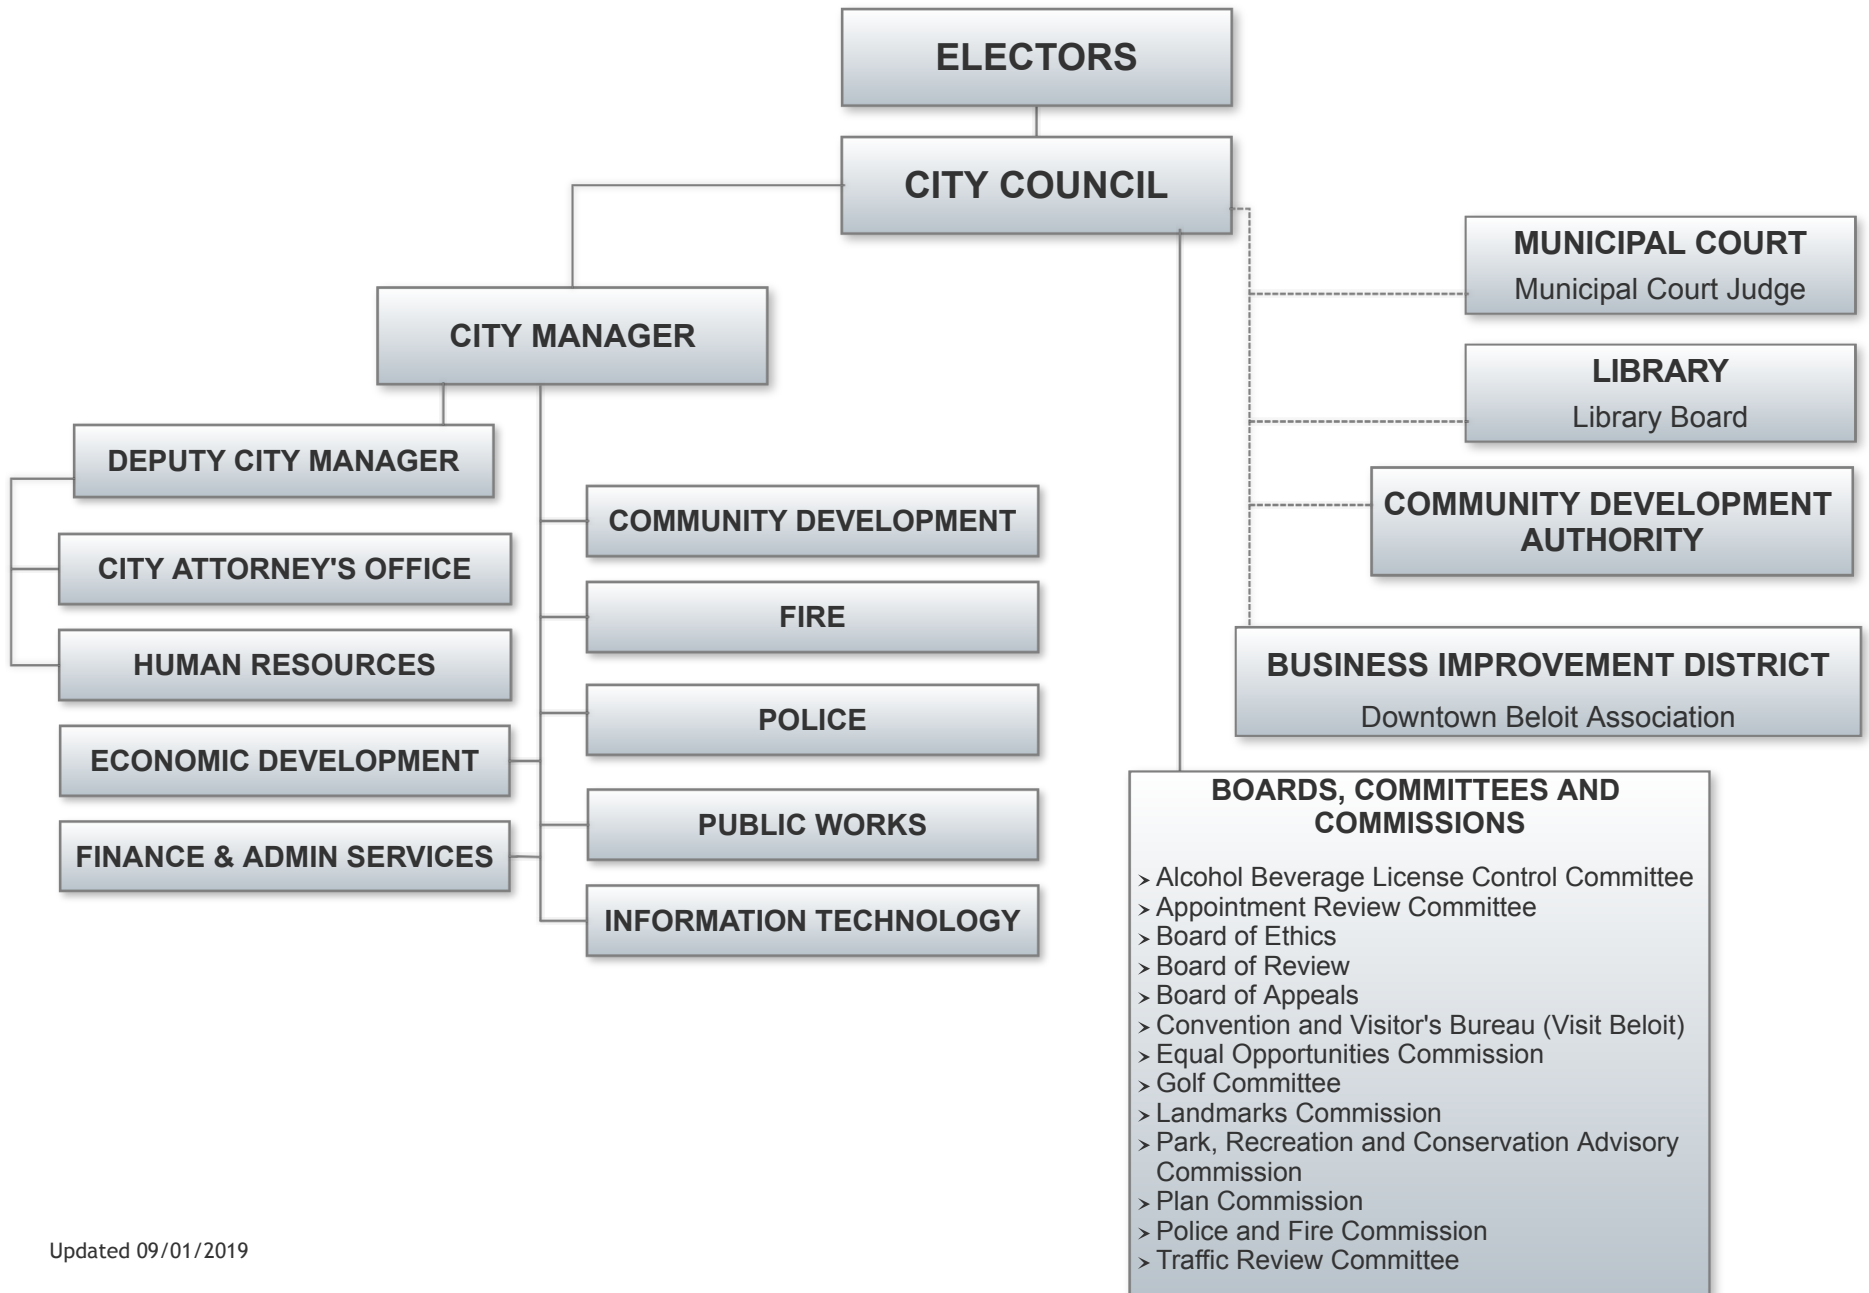 ELECTORS
CITY COUNCIL
MUNICIPAL COURT
Municipal Court Judge
CITY MANAGER
LIBRARY
Library Board
DEPUTY CITY MANAGER
COMMUNITY DEVELOPMENT
AUTHORITY
COMMUNITY DEVELOPMENT
CITY ATTORNEY'S OFFICE
FIRE
HUMAN RESOURCES
BUSINESS IMPROVEMENT DISTRICT
Downtown Beloit Association
POLICE
ECONOMIC DEVELOPMENT
PUBLIC WORKS
FINANCE & ADMIN SERVICES
INFORMATION TECHNOLOGY
BOARDS, COMMITTEES AND
COMMISSIONS
➢ Alcohol Beverage License Control Committee
➢ Appointment Review Committee
➢ Board of Ethics
➢ Board of Review
➢ Board of Appeals
➢ Convention and Visitor's Bureau (Visit Beloit)
➢ Equal Opportunities Commission
➢ Golf Committee
➢ Landmarks Commission
➢ Park, Recreation and Conservation Advisory
Commission
➢ Plan Commission
➢ Police and Fire Commission
➢ Traffic Review Committee
Updated 09/01/2019